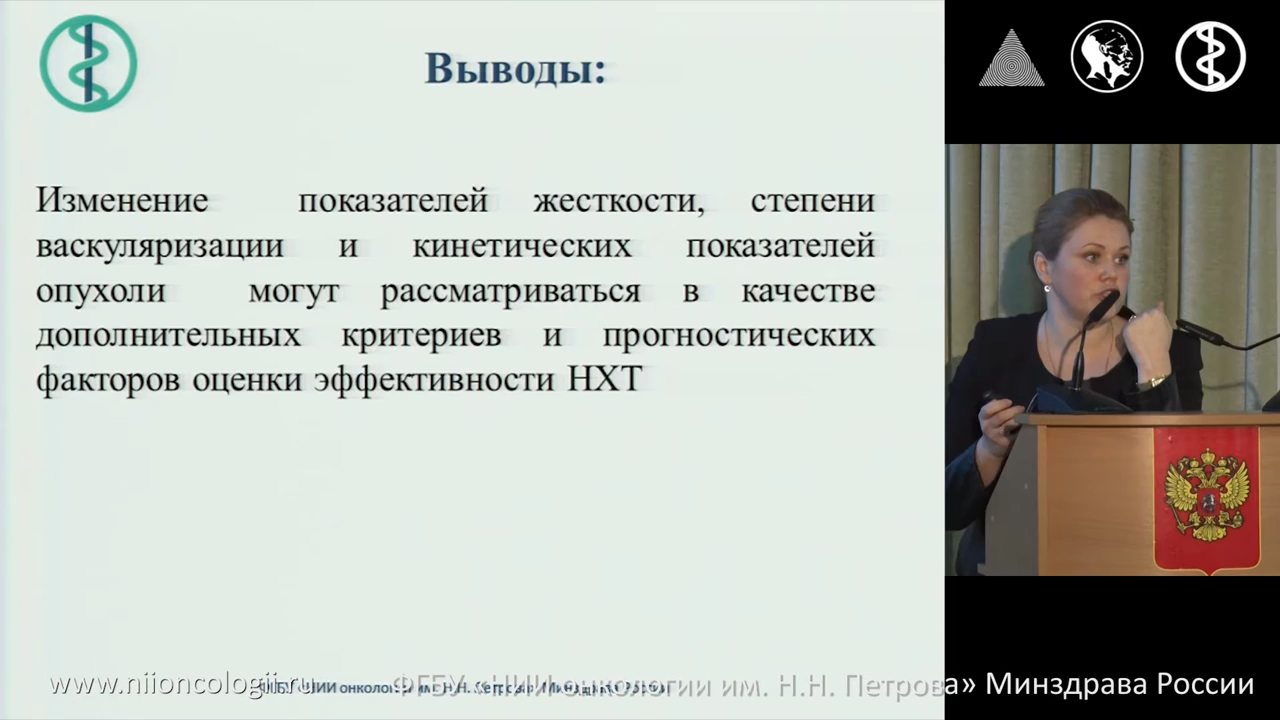 Выводы:
Изменение показателей жесткости, степени
васкуляризации и кинетических показателей
опухоли могут рассматриваться в качестве
дополнительных критериев и прогностических
факторов оценки эффективности НХТ
www.niioncologii.ru
ФГБУ «НИИ онкологии им. Н.Н. Петрова» Минздрава России